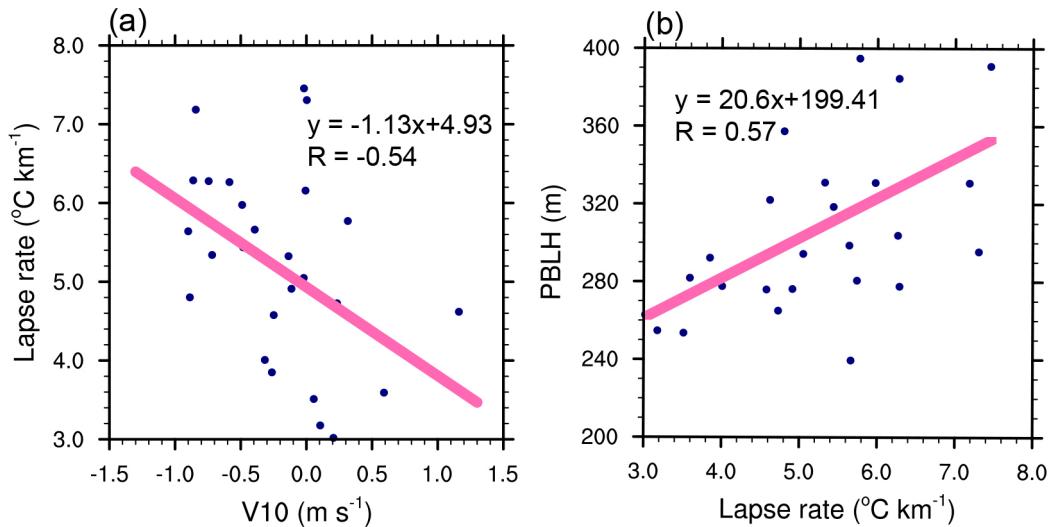 (a)
8.0
7.0
6.0
5.0
4.0
3.0
Lapse rate (°C km⁻¹)
y = -1.13x+4.93
R = -0.54
-1.5 -1.0 -0.5 0.0 0.5 1.0 1.5
V10 (m s⁻¹)
(b)
400
360
320
280
240
200
PBLH (m)
y = 20.6x+199.41
R = 0.57
3.0 4.0 5.0 6.0 7.0 8.0
Lapse rate (°C km⁻¹)